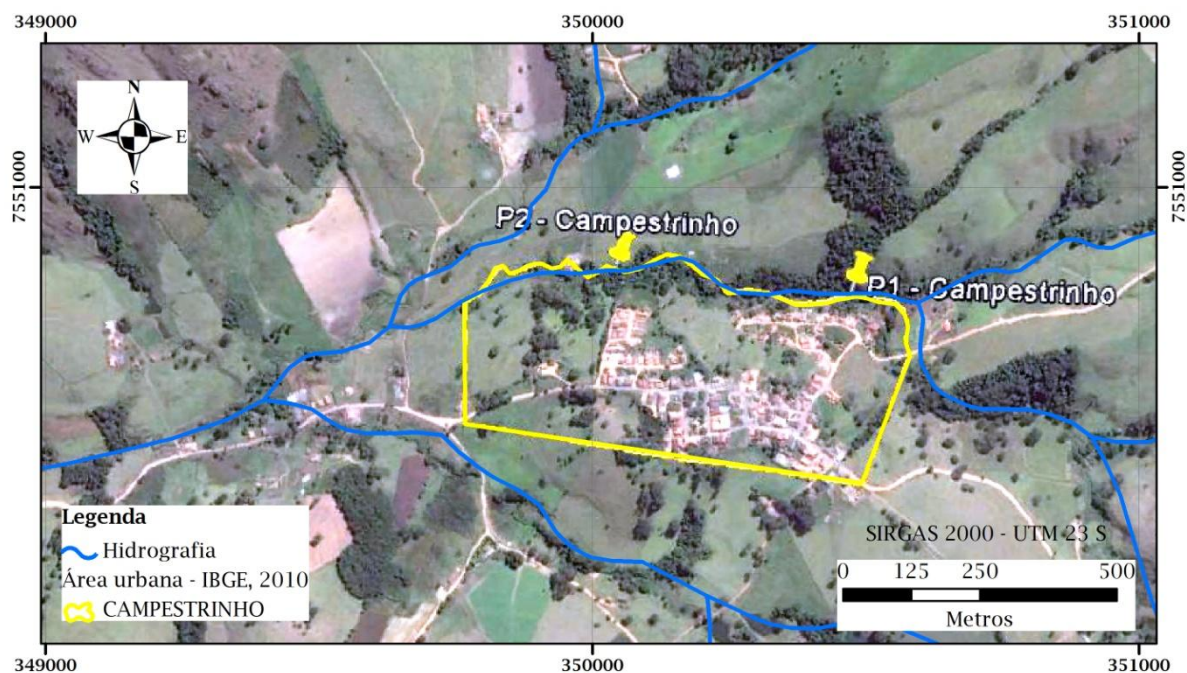 349000 350000 351000
N
W E
S
7551000
7551000
P2 - Campestrinho
P1 - Campestrinho
Legenda
Hidrografia
Área urbana - IBGE, 2010
CAMPESTRINHO
SIRGAS 2000 - UTM 23 S
0 125 250 500
Metros
349000 350000 351000